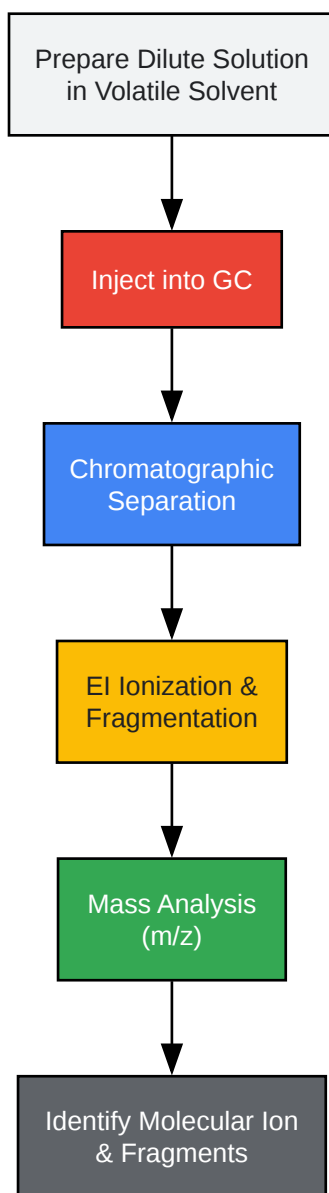 Prepare Dilute Solution
in Volatile Solvent
Inject into GC
Chromatographic
Separation
EI Ionization &
Fragmentation
Mass Analysis
(m/z)
Identify Molecular Ion
& Fragments